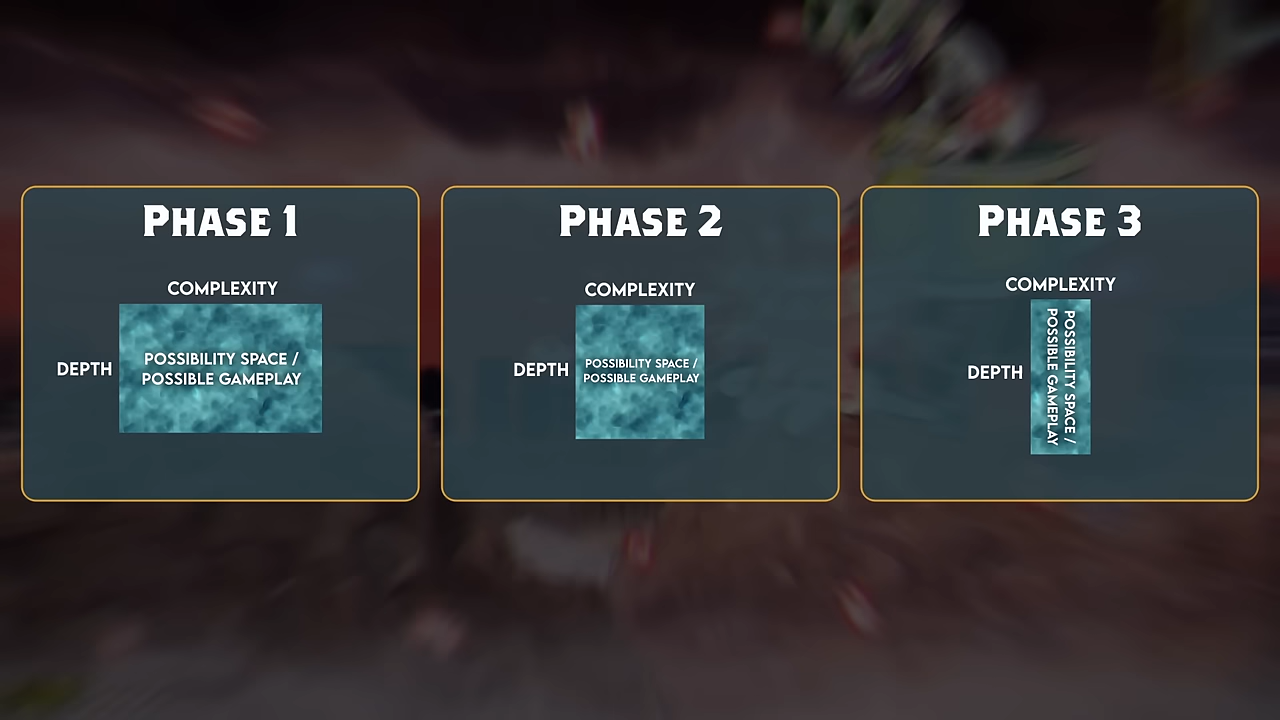 PHASE 1
COMPLEXITY
DEPTH
POSSIBILITY SPACE /
POSSIBLE GAMEPLAY
PHASE 2
COMPLEXITY
DEPTH
POSSIBILITY SPACE /
POSSIBLE GAMEPLAY
PHASE 3
COMPLEXITY
DEPTH
POSSIBILITY SPACE /
POSSIBLE GAMEPLAY